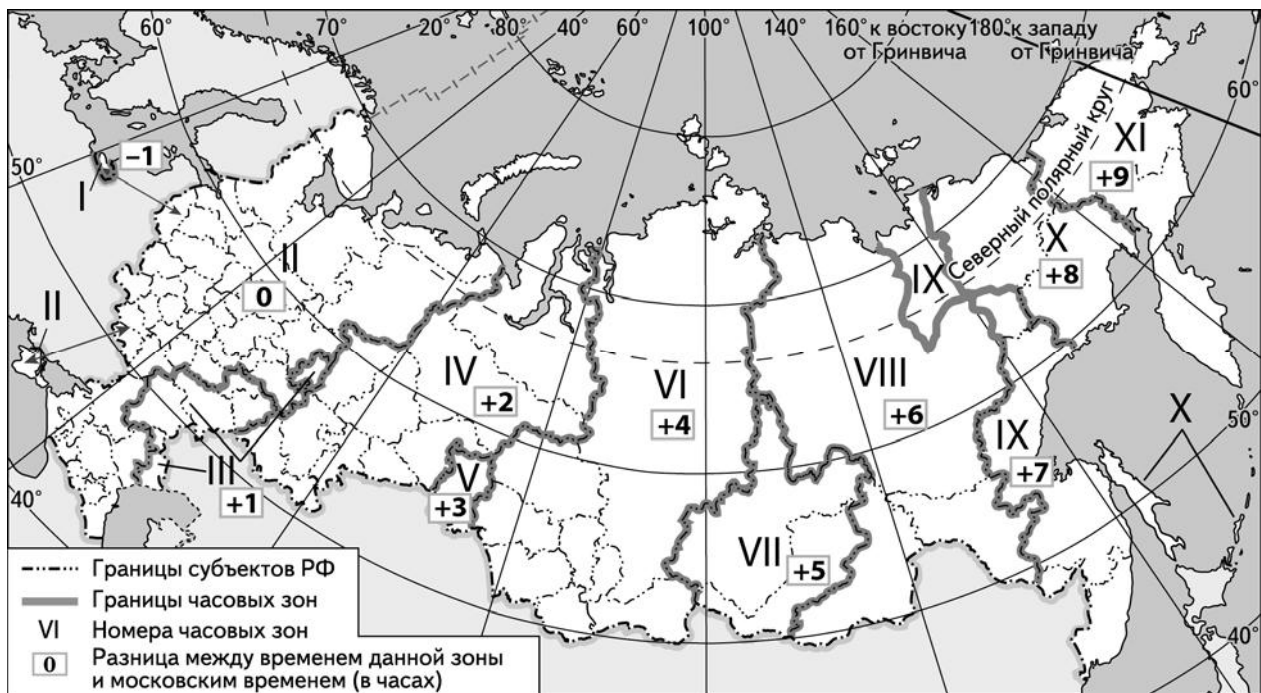 60° 70° 20° 40° 60° 80° 100° 120° 140° 160° к востоку 180° к западу
от Гринвича от Гринвича
60°
50°
–1
I
Северный полярный круг
XI
+9
II
0
X
+8
IX
II
IV
+2
VI
+4
VIII
+6
X
50°
V
+3
IX
+7
III
+1
40°
VII
+5
40°
Границы субъектов РФ
Границы часовых зон
VI Номера часовых зон
0 Разница между временем данной зоны
и московским временем (в часах)